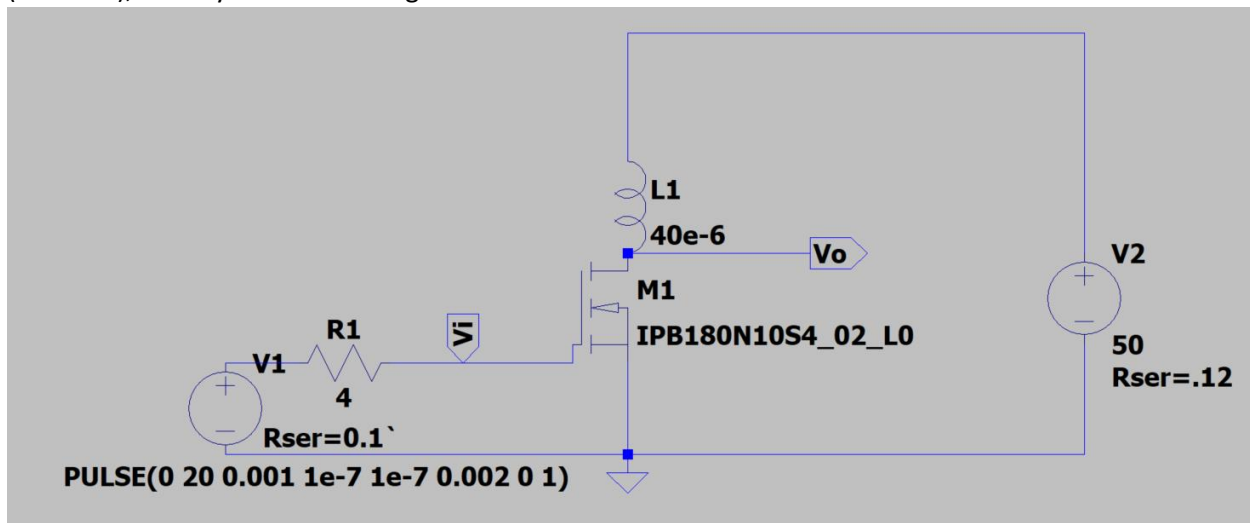 L1
40e-6
Vo
V2
M1
IPB180N10S4_02_L0
50
Rser=.12
R1
Vi
V1
4
Rser=0.1`
PULSE(0 20 0.001 1e-7 1e-7 0.002 0 1)